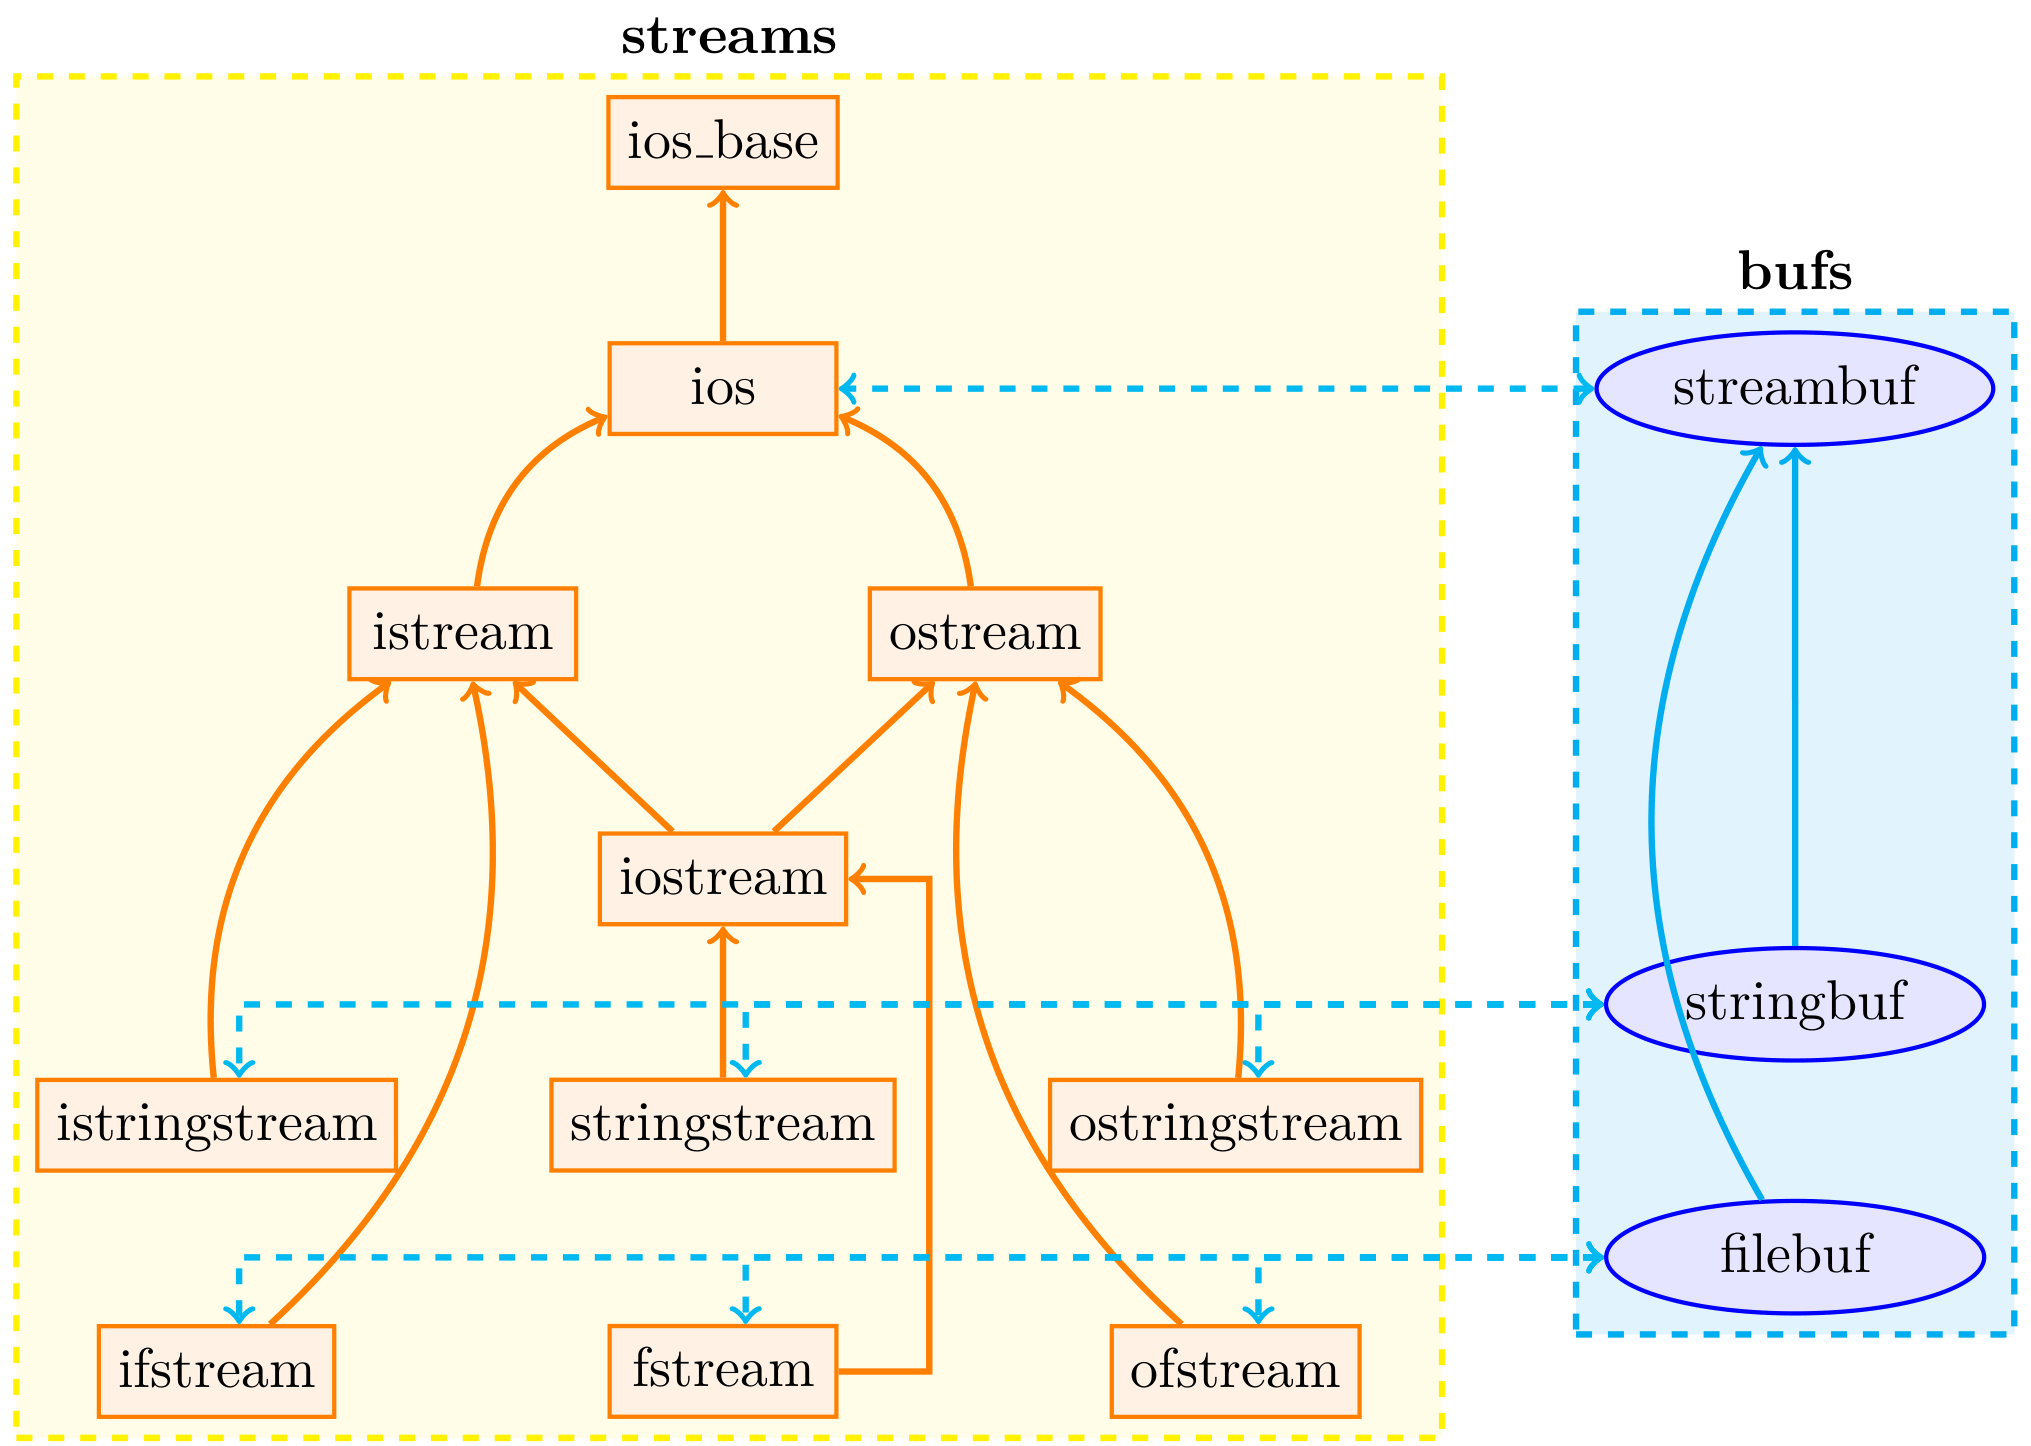 streams
ios_base
bufs
ios
streambuf
istream
ostream
iostream
stringbuf
istringstream
stringstream
ostringstream
filebuf
ifstream
fstream
ofstream